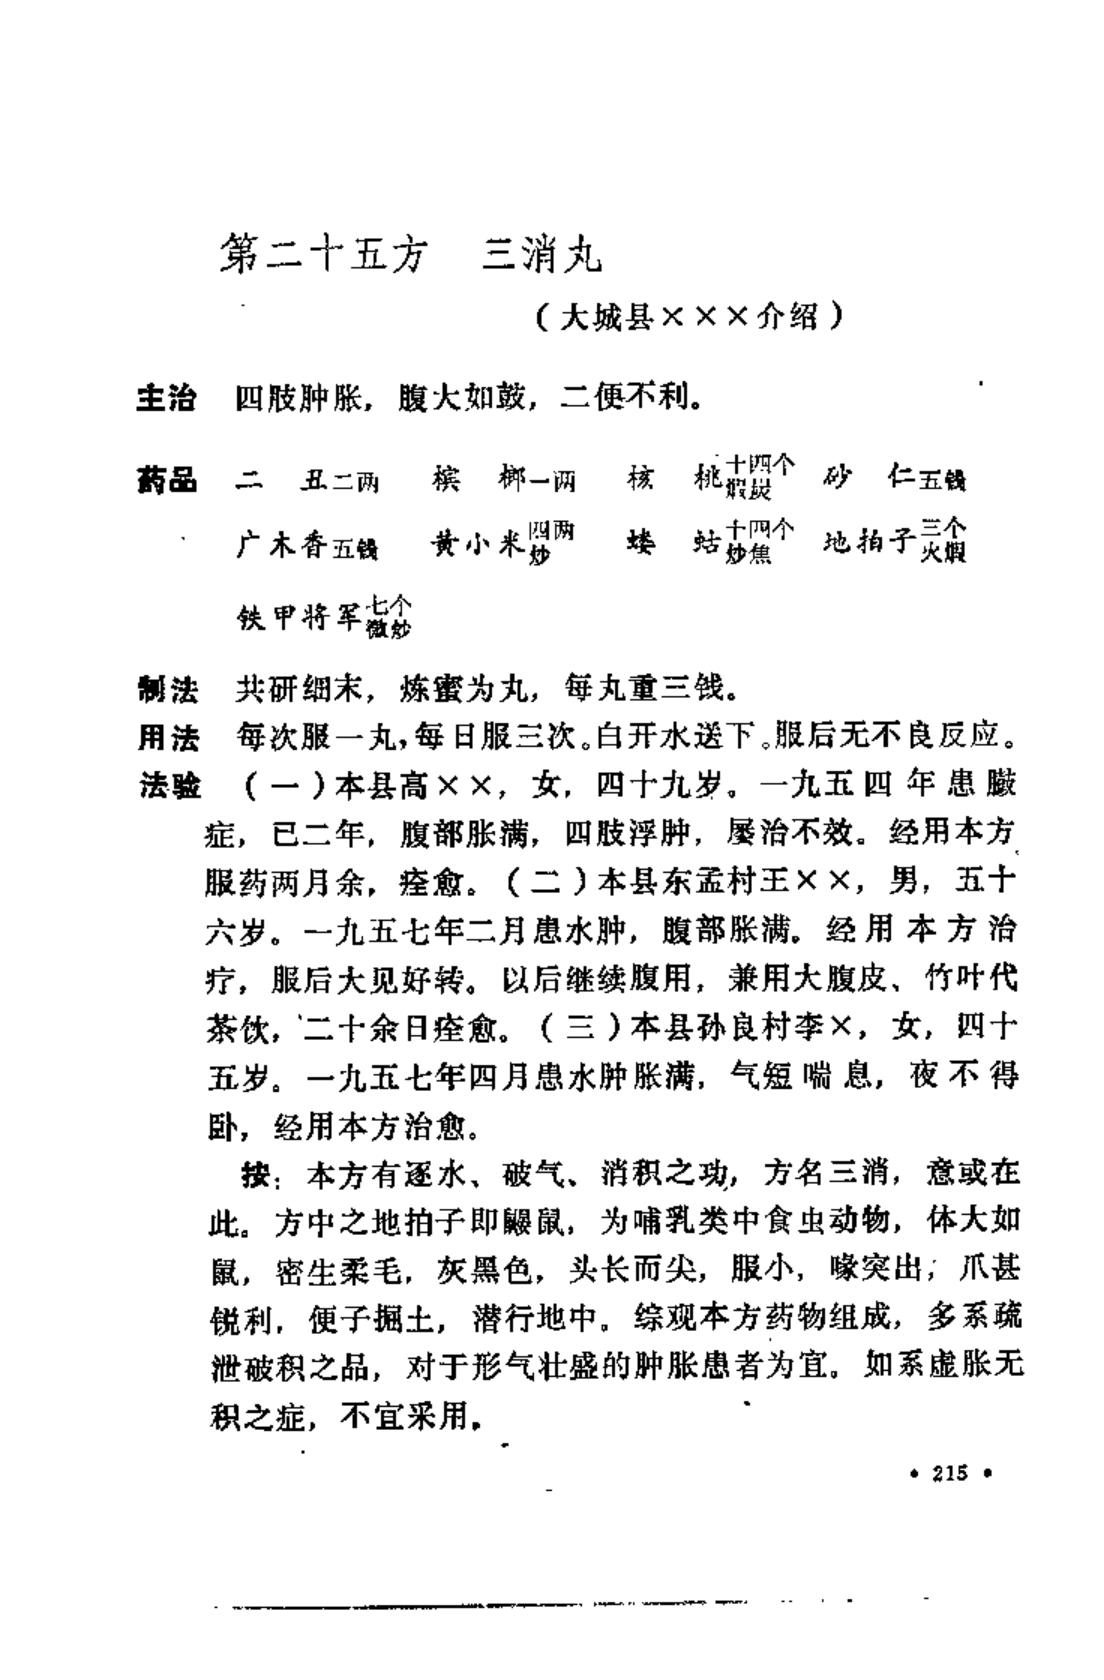 第二十五方　三消丸
（大城县×××介绍）
主治　四肢肿胀，腹大如鼓，二便不利。
药品　二　丑二两　槟　榔一两　核　桃十四个煅炭　砂　仁五钱
广木香五钱　黄小米四两炒　蝼　蛄十四个炒焦　地拍子三个火煅
铁甲将军七个微炒
制法　共研细末，炼蜜为丸，每丸重三钱。
用法　每次服一丸，每日服三次。白开水送下。服后无不良反应。
法验　（一）本县高××，女，四十九岁。一九五四年患臌
症，已二年，腹部胀满，四肢浮肿，屡治不效。经用本方
服药两月余，痊愈。（二）本县东孟村王××，男，五十
六岁。一九五七年二月患水肿，腹部胀满。经用本方治
疗，服后大见好转。以后继续腹用，兼用大腹皮、竹叶代
茶饮，二十余日痊愈。（三）本县孙良村李×，女，四十
五岁。一九五七年四月患水肿胀满，气短喘息，夜不得
卧，经用本方治愈。
按：本方有逐水、破气、消积之功，方名三消，意或在
此。方中之地拍子即鼹鼠，为哺乳类中食虫动物，体大如
鼠，密生柔毛，灰黑色，头长而尖，眼小，喙突出；爪甚
锐利，便于掘土，潜行地中。综观本方药物组成，多系疏
泄破积之品，对于形气壮盛的肿胀患者为宜。如系虚胀无
积之症，不宜采用。
• 215 •